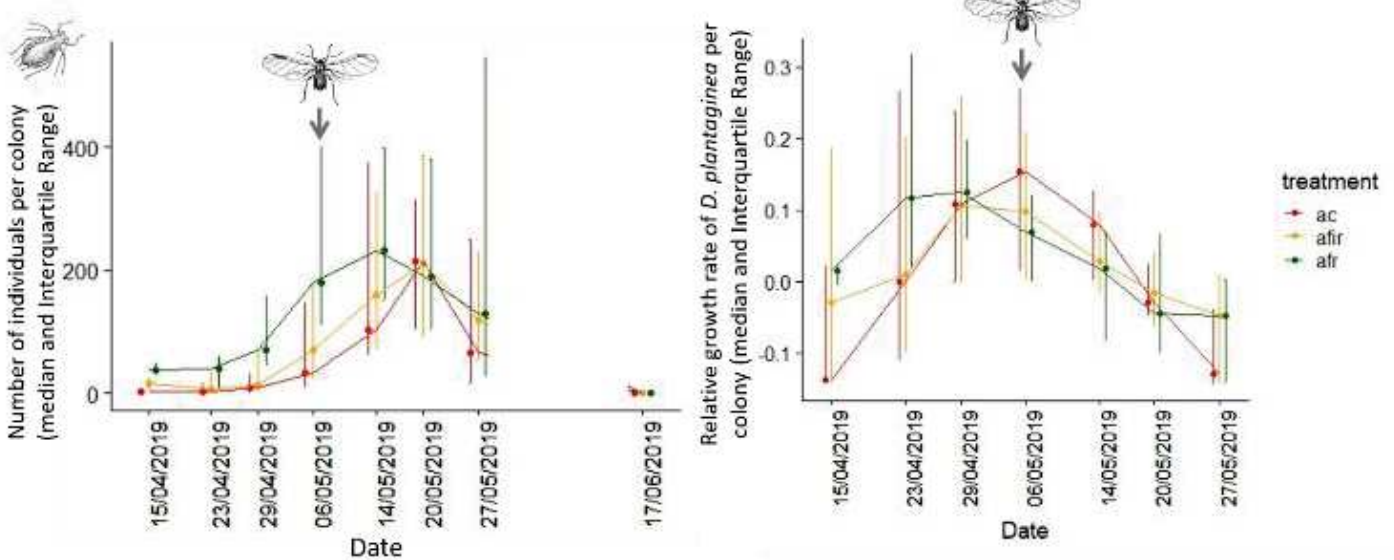 Number of individuals per colony
(median and Interquartile Range)
400
200
0
15/04/2019
23/04/2019
29/04/2019
06/05/2019
14/05/2019
20/05/2019
27/05/2019
17/06/2019
Date
Relative growth rate of D. plantaginea per
colony (median and Interquartile Range)
0.3
0.2
0.1
0.0
-0.1
15/04/2019
23/04/2019
29/04/2019
06/05/2019
14/05/2019
20/05/2019
27/05/2019
Date
treatment
ac
afir
afr